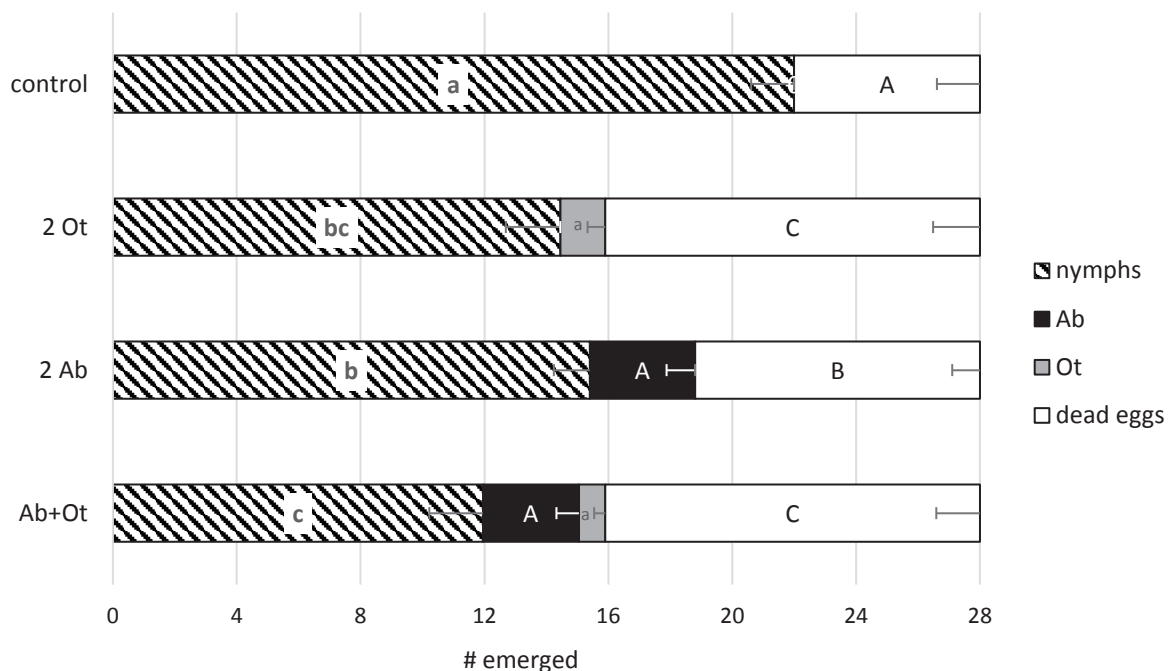 control
a
A
2 Ot
bc
a
C
2 Ab
b
A
B
Ab+Ot
c
A
a
C
nymphs
Ab
Ot
dead eggs
0 4 8 12 16 20 24 28
# emerged